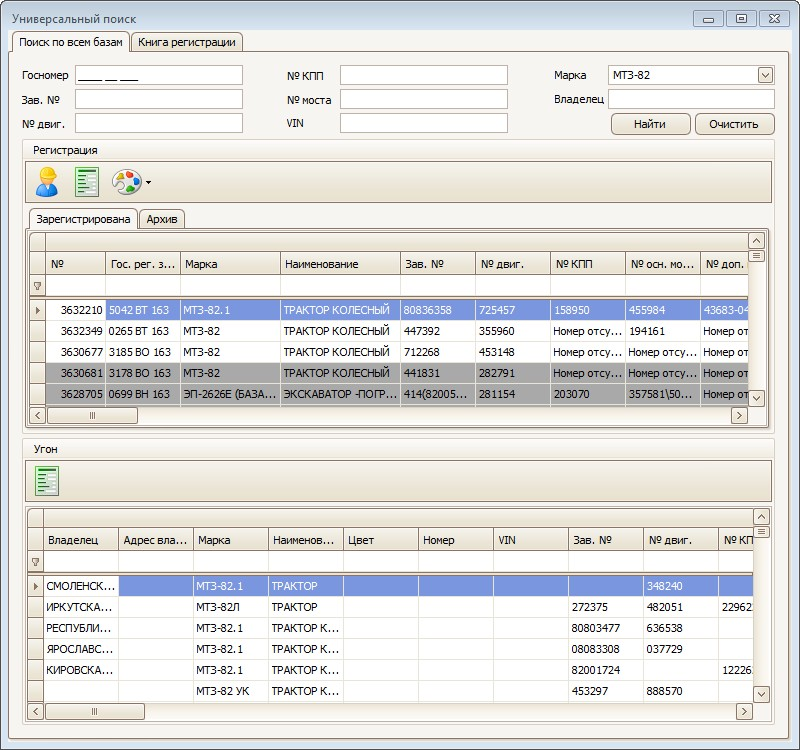 Универсальный поиск
Поиск по всем базам Книга регистрации
Госномер ____ __ ___ № КПП Марка МТЗ-82
Зав. № № моста Владелец
№ двиг. VIN Найти Очистить
Регистрация
Зарегистрирована Архив
№ Гос. рег. з... Марка Наименование Зав. № № двиг. № КПП № осн. мо... № доп.
3632210 5042 ВТ 163 МТЗ-82.1 ТРАКТОР КОЛЕСНЫЙ 80836358 725457 158950 455984 43683-04
3632349 0265 ВТ 163 МТЗ-82 ТРАКТОР КОЛЕСНЫЙ 447392 355960 Номер отсу... 194161 Номер от
3630677 3185 ВО 163 МТЗ-82 ТРАКТОР КОЛЕСНЫЙ 712268 453148 Номер отсу... Номер отсу... Номер от
3630681 3178 ВО 163 МТЗ-82 ТРАКТОР КОЛЕСНЫЙ 441831 282791 Номер отсу... Номер отсу... Номер от
3628705 0699 ВН 163 ЭП-2626Е (БАЗА... ЭКСКАВАТОР -ПОГР... 414(82005... 281154 203070 357581\50... Номер от
Угон
Владелец Адрес вла... Марка Наименов... Цвет Номер VIN Зав. № № двиг. № КП
СМОЛЕНСК... МТЗ-82.1 ТРАКТОР 348240
ИРКУТСКА... МТЗ-82Л ТРАКТОР 272375 482051 22962
РЕСПУБЛИ... МТЗ-82.1 ТРАКТОР К... 80803477 636538
ЯРОСЛАВС... МТЗ-82.1 ТРАКТОР К... 08083308 037729
КИРОВСКА... МТЗ-82.1 ТРАКТОР К... 82001724 12226
МТЗ-82 УК ТРАКТОР К... 453297 888570